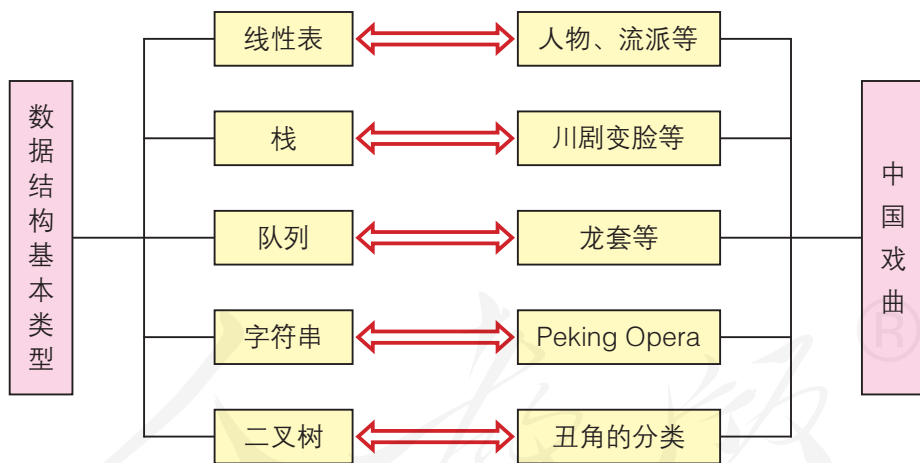 数据结构基本类型
线性表
人物、流派等
栈
川剧变脸等
队列
龙套等
字符串
Peking Opera
二叉树
丑角的分类
中国戏曲
®